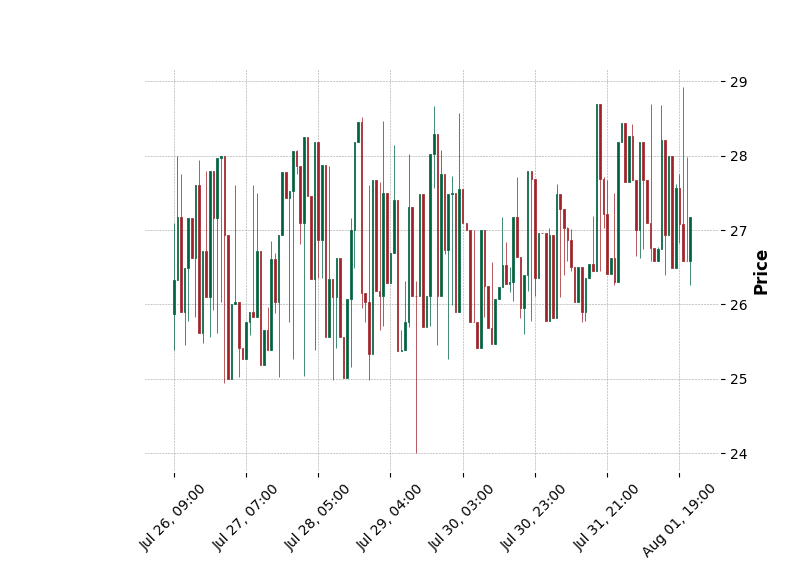 29
28
27
26
25
24
Price
Jul 26, 09:00
Jul 27, 07:00
Jul 28, 05:00
Jul 29, 04:00
Jul 30, 03:00
Jul 30, 23:00
Jul 31, 21:00
Aug 01, 19:00